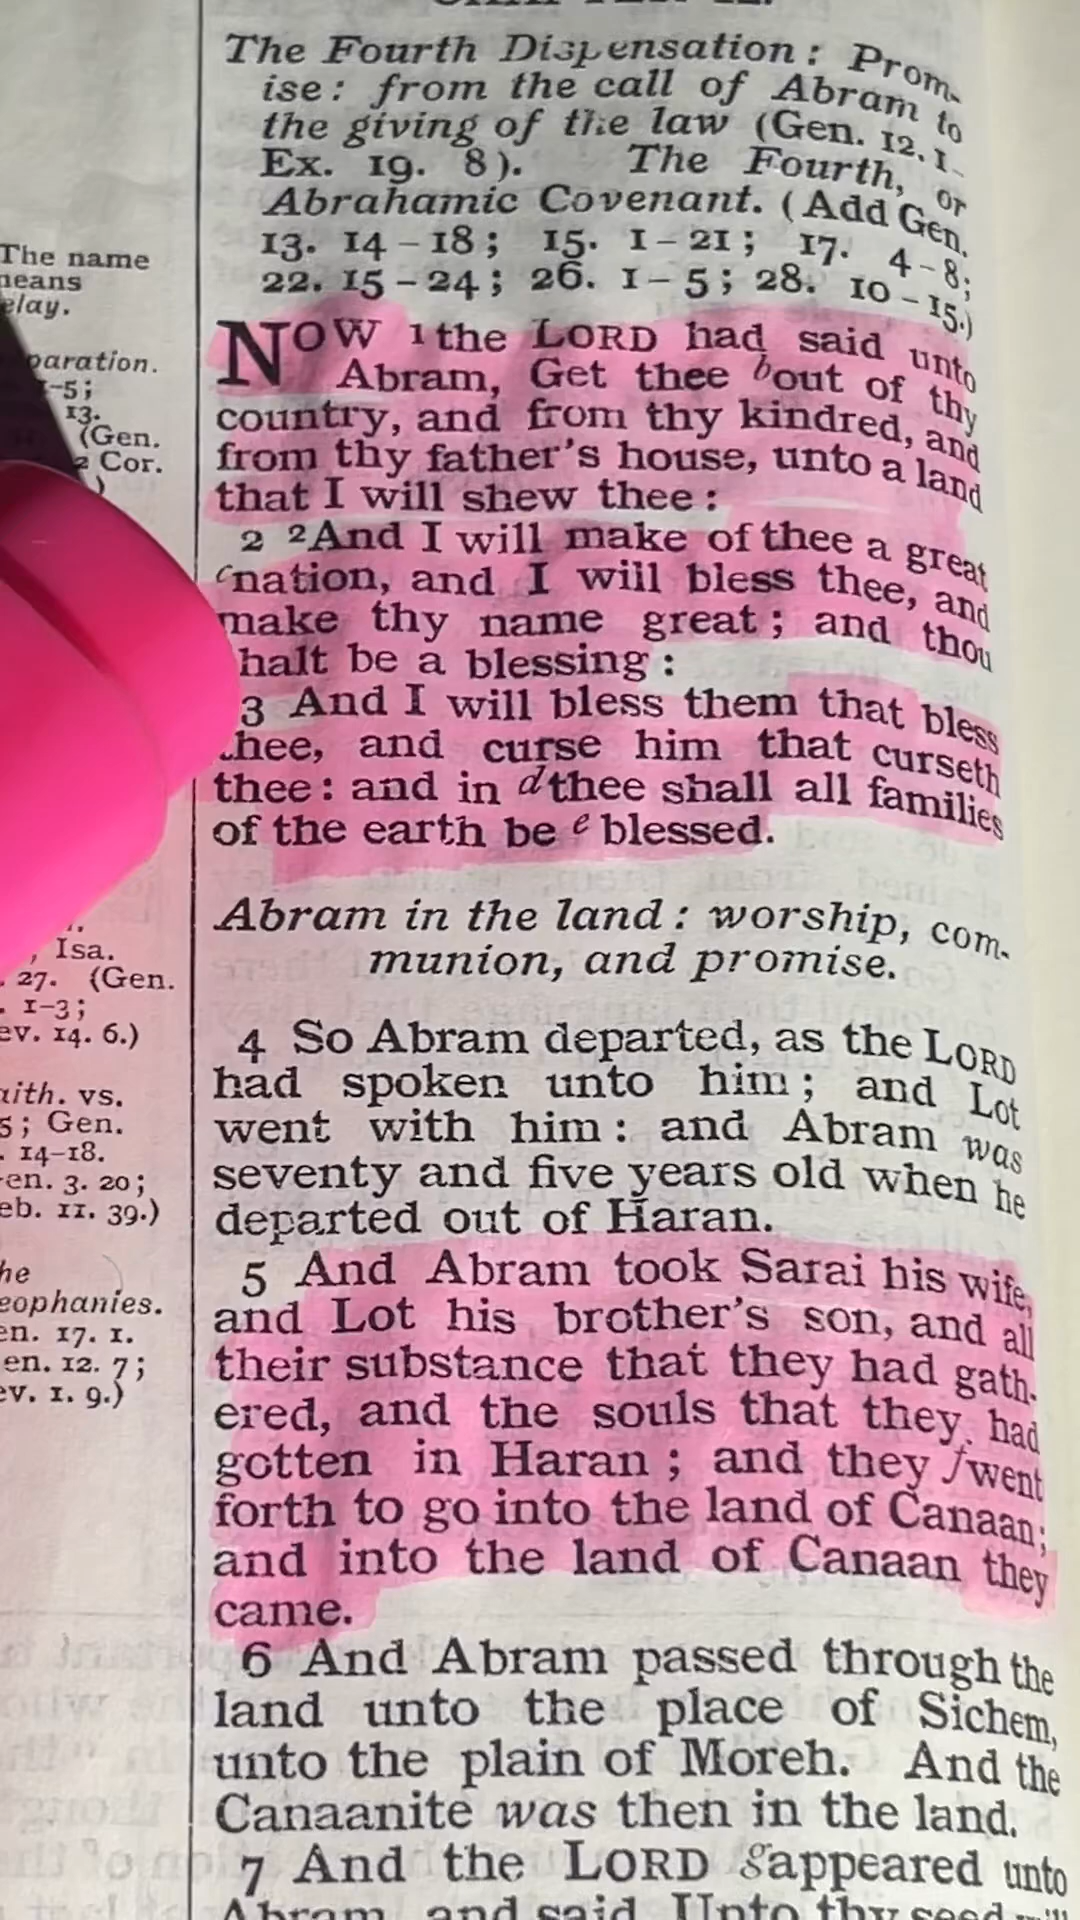 The Fourth Dispensation: Prom-
ise: from the call of Abram to
the giving of the law (Gen. 12. 1-
Ex. 19. 8). The Fourth, or
Abrahamic Covenant. (Add Gen.
13. 14-18; 15. 1-21; 17. 4-8;
22. 15-24; 26. 1-5; 28. 10-15.)
NOW 1the LORD had said unto
Abram, Get thee bout of thy
country, and from thy kindred, and
from thy father's house, unto a land
that I will shew thee:
2 2And I will make of thee a great
cnation, and I will bless thee, and
make thy name great; and thou
halt be a blessing:
3 And I will bless them that bless
hee, and curse him that curseth
thee: and in dthee shall all families
of the earth be e blessed.
Abram in the land: worship, com-
munion, and promise.
4 So Abram departed, as the LORD
had spoken unto him; and Lot
went with him: and Abram was
seventy and five years old when he
departed out of Haran.
5 And Abram took Sarai his wife,
and Lot his brother's son, and all
their substance that they had gath-
ered, and the souls that they had
gotten in Haran; and they fwent
forth to go into the land of Canaan;
and into the land of Canaan they
came.
6 And Abram passed through the
land unto the place of Sichem,
unto the plain of Moreh. And the
Canaanite was then in the land.
7 And the LORD gappeared unto
Abram, and said, Unto thy seed will
The name
means
elay.
paration.
-5;
13.
(Gen.
2 Cor.
)
, Isa.
27. (Gen.
. 1-3;
ev. 14. 6.)
aith. vs.
5; Gen.
. 14-18.
en. 3. 20;
eb. 11. 39.)
he
eophanies.
en. 17. 1.
en. 12. 7;
ev. 1. 9.)